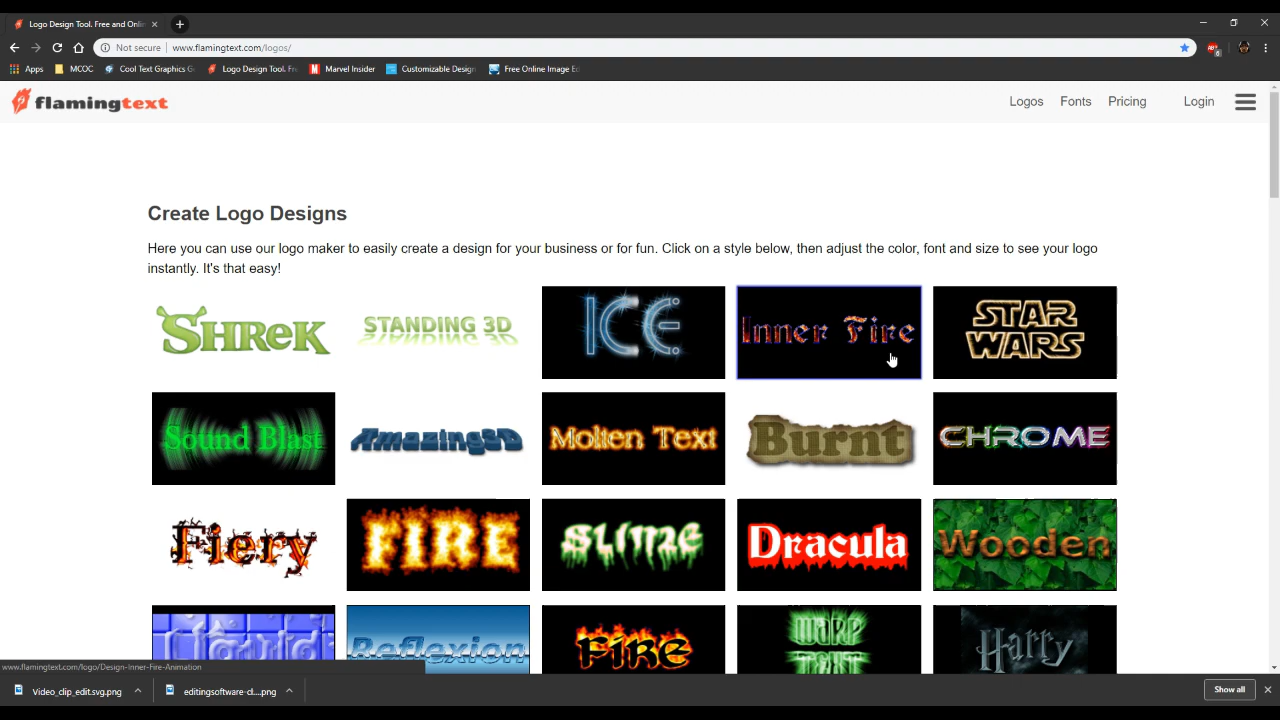 Logo Design Tool. Free and Onlin
Not secure
www.flamingtext.com/logos/
Apps
MCOC
Cool Text Graphics G
Logo Design Tool. Fr
Marvel Insider
Customizable Design
Free Online Image Ed
flamingtext
Logos
Fonts
Pricing
Login
Create Logo Designs
Here you can use our logo maker to easily create a design for your business or for fun. Click on a style below, then adjust the color, font and size to see your logo
instantly. It's that easy!
SHREK
STANDING 3D
ICE
Inner Fire
STAR
WARS
Sound Blast
Amazing3D
Molten Text
Burnt
CHROME
Fiery
FIRE
SLIME
Dracula
Wooden
Liquid
Reflexion
FIRE
WARP
TEXT
Harry
www.flamingtext.com/logo/Design-Inner-Fire-Animation
Video_clip_edit.svg.png
editingsoftware-cl....png
Show all